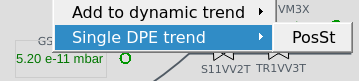 Add to dynamic trend
VM3X
Single DPE trend
PosSt
GS
5.20 e-11 mbar
S11VV2T
TR1VV3T